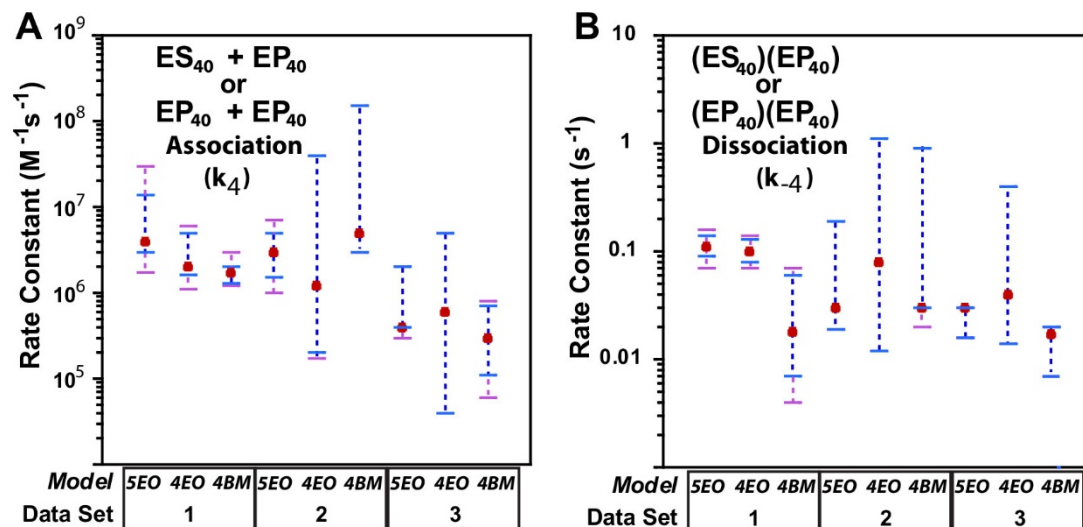 A
ES₄₀ + EP₄₀
or
EP₄₀ + EP₄₀
Association
(k₄)
Rate Constant (M⁻¹s⁻¹)
10⁹
10⁸
10⁷
10⁶
10⁵
Model 5EO 4EO 4BM 5EO 4EO 4BM 5EO 4EO 4BM
Data Set 1 2 3
B
(ES₄₀)(EP₄₀)
or
(EP₄₀)(EP₄₀)
Dissociation
(k₋₄)
Rate Constant (s⁻¹)
10
1
0.1
0.01
Model 5EO 4EO 4BM 5EO 4EO 4BM 5EO 4EO 4BM
Data Set 1 2 3